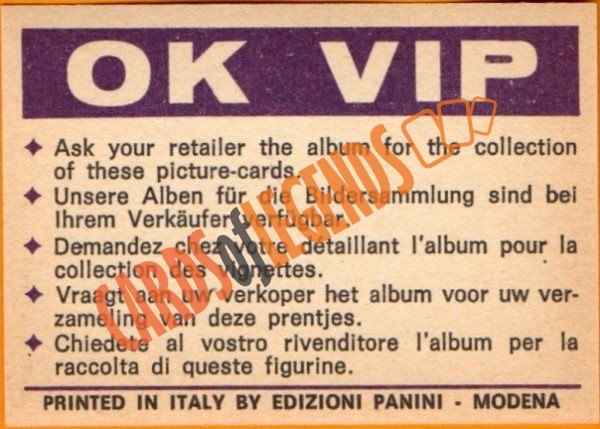 OK VIP
Ask your retailer the album for the collection
of these picture-cards.
Unsere Alben für die Bildersammlung sind bei
Ihrem Verkäufer verfügbar.
Demandez chez votre détaillant l'album pour la
collection des vignettes.
Vraagt aan uw verkoper het album voor uw ver-
zameling van deze prentjes.
Chiedete al vostro rivenditore l'album per la
raccolta di queste figurine.
PRINTED IN ITALY BY EDIZIONI PANINI - MODENA
CARDS of LEGENDS